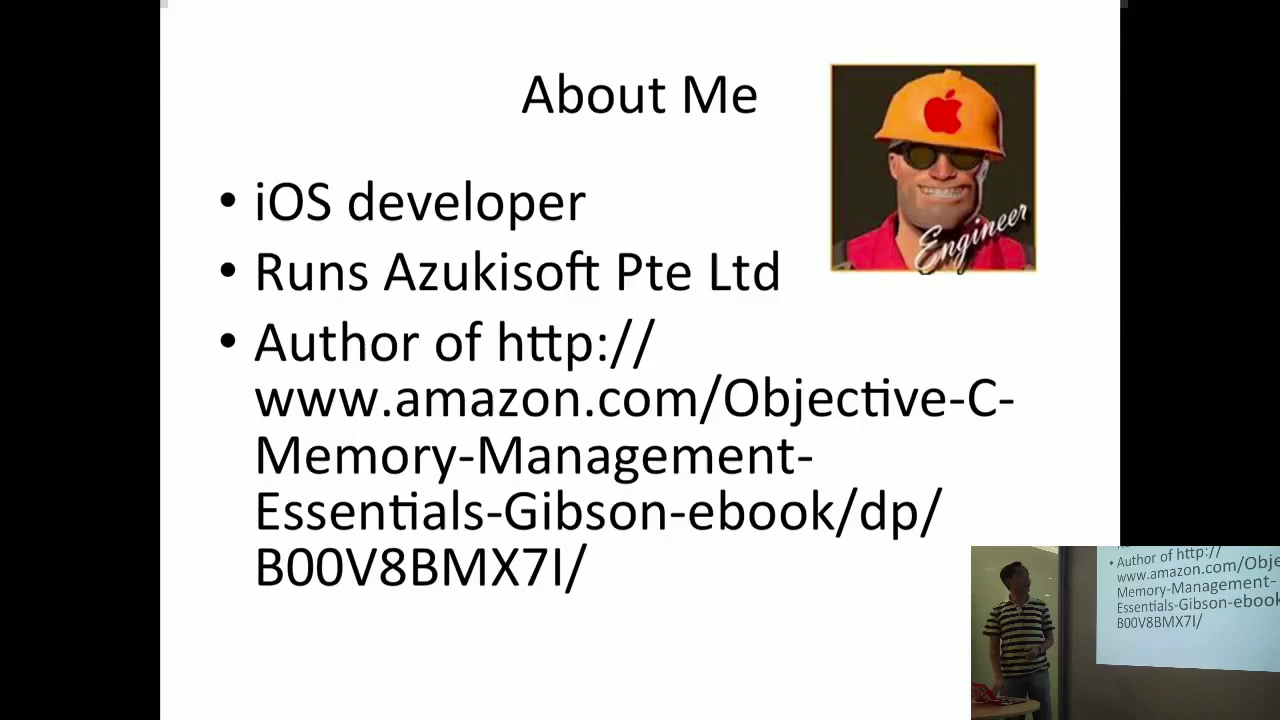 About Me
Engineer
• iOS developer
• Runs Azukisoft Pte Ltd
• Author of http://
www.amazon.com/Objective-C-
Memory-Management-
Essentials-Gibson-ebook/dp/
B00V8BMX7I/
• Author of http://
www.amazon.com/Obje
Memory-Management-
Essentials-Gibson-ebook
B00V8BMX7I/